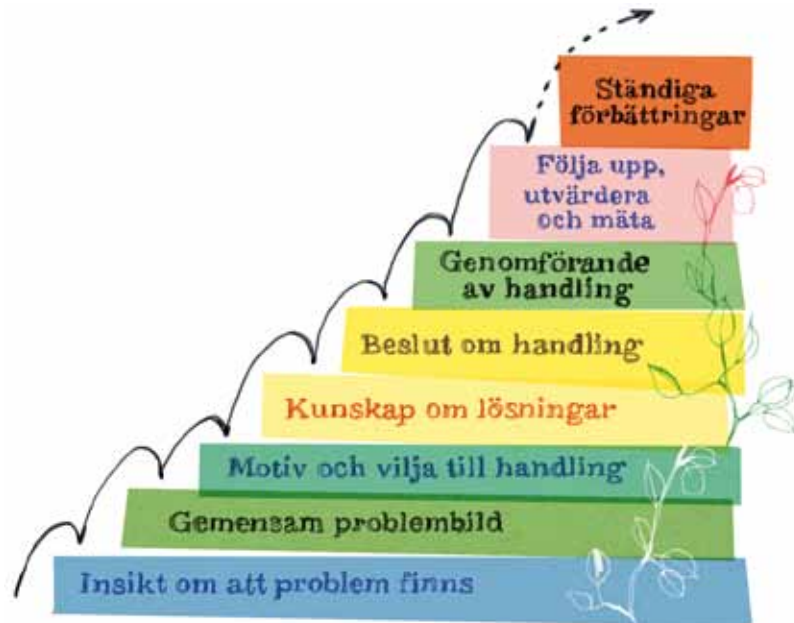 Ständiga
förbättringar
Följa upp,
utvärdera
och mäta
Genomförande
av handling
Beslut om handling
Kunskap om lösningar
Motiv och vilja till handling
Gemensam problembild
Insikt om att problem finns